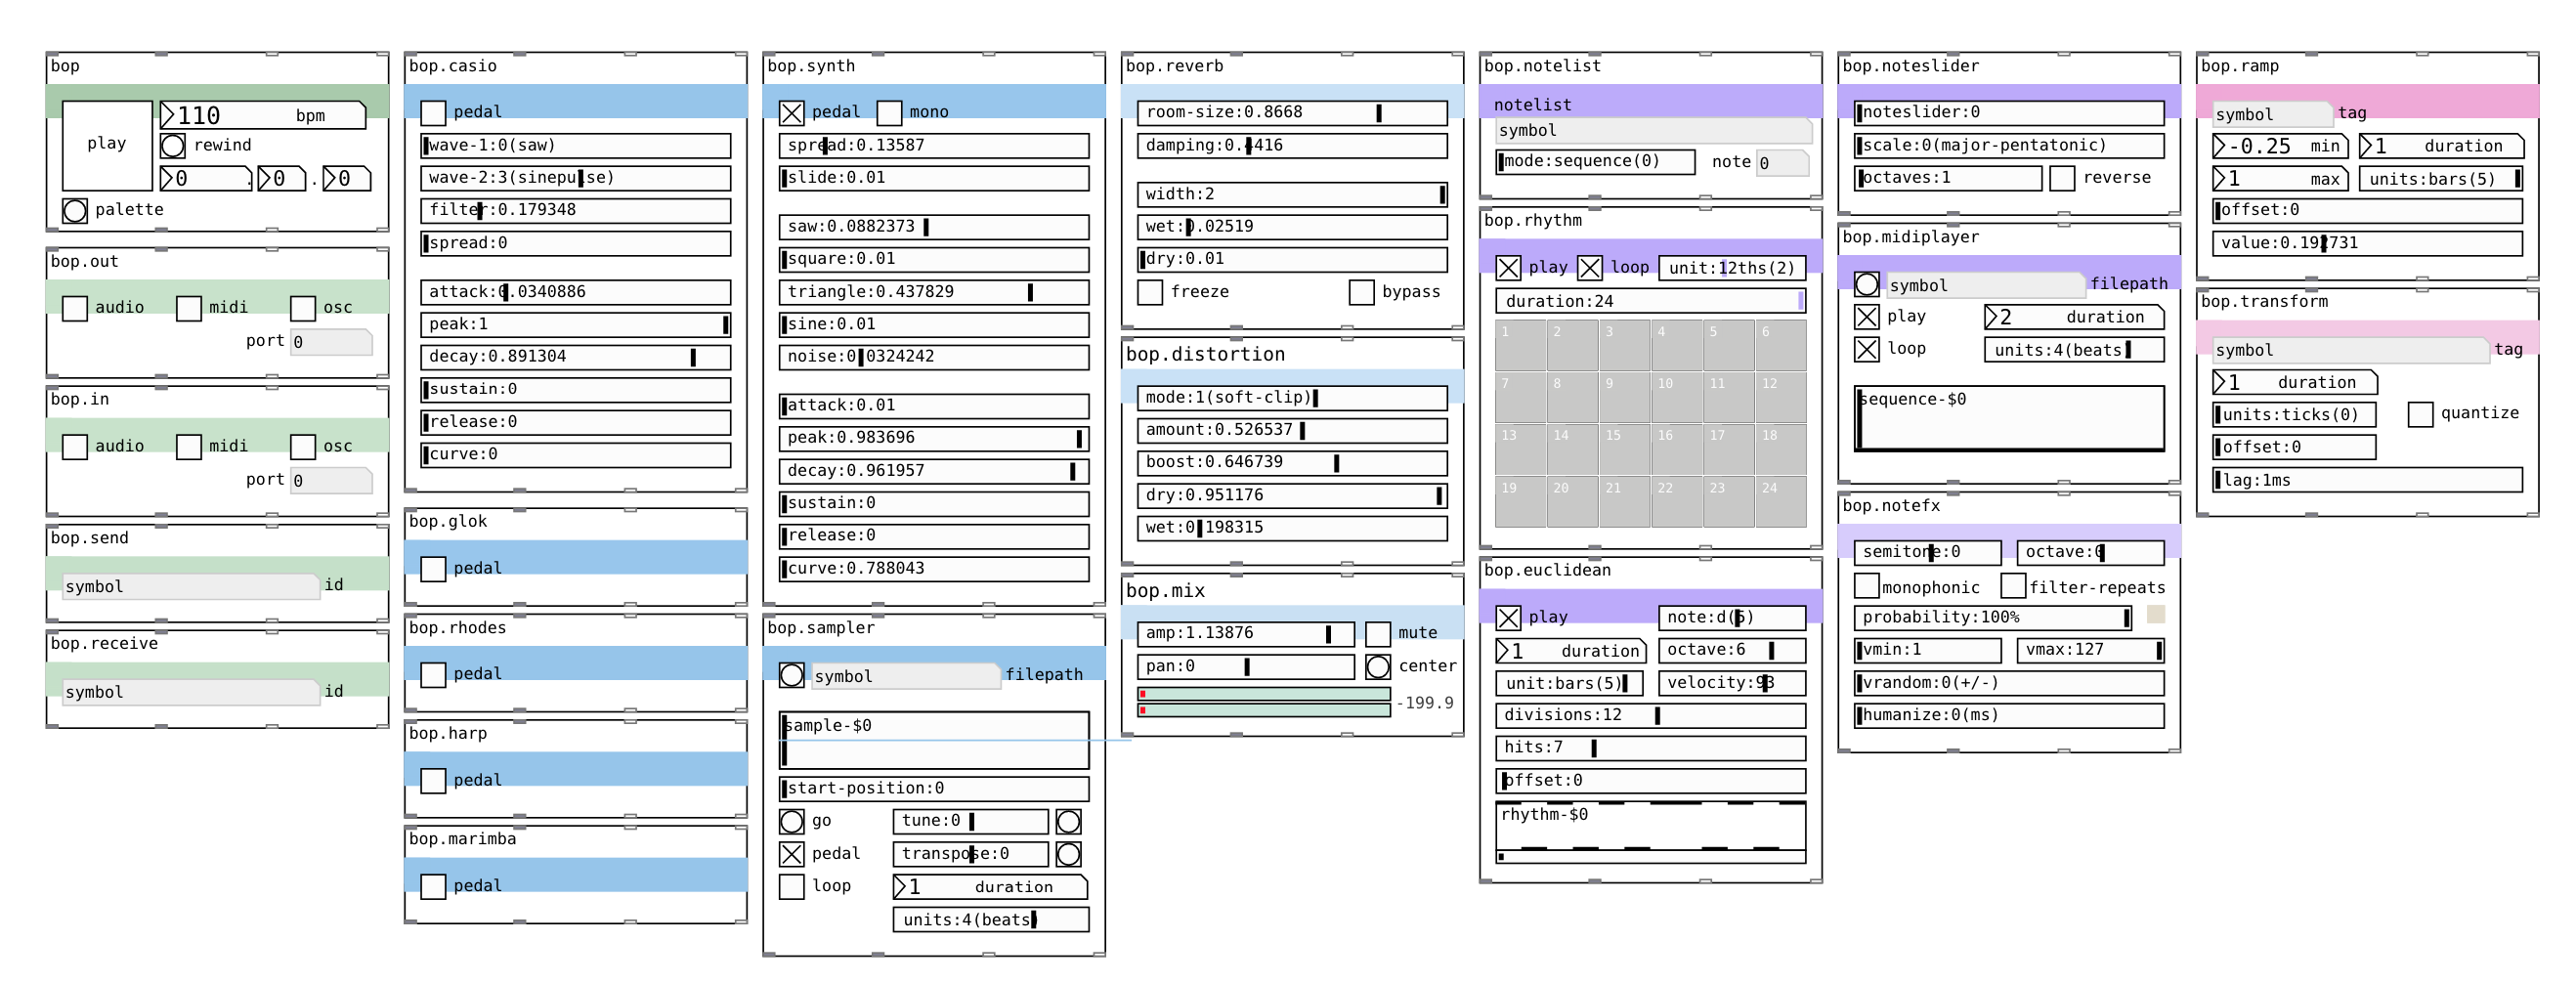 bop
play
110 bpm
rewind
0 . 0 . 0
palette
bop.out
audio midi osc
port 0
bop.in
audio midi osc
port 0
bop.send
symbol id
bop.receive
symbol id
bop.casio
pedal
wave-1:0(saw)
wave-2:3(sinepulse)
filter:0.179348
spread:0
attack:0.0340886
peak:1
decay:0.891304
sustain:0
release:0
curve:0
bop.glok
pedal
bop.rhodes
pedal
bop.harp
pedal
bop.marimba
pedal
bop.synth
pedal mono
spread:0.13587
slide:0.01
saw:0.0882373
square:0.01
triangle:0.437829
sine:0.01
noise:0.0324242
attack:0.01
peak:0.983696
decay:0.961957
sustain:0
release:0
curve:0.788043
bop.sampler
symbol filepath
sample-$0
start-position:0
go tune:0
pedal transpose:0
loop 1 duration
units:4(beats)
bop.reverb
room-size:0.8668
damping:0.4416
width:2
wet:0.02519
dry:0.01
freeze bypass
bop.distortion
mode:1(soft-clip)
amount:0.526537
boost:0.646739
dry:0.951176
wet:0.198315
bop.mix
amp:1.13876 mute
pan:0 center
-199.9
bop.notelist
notelist
symbol
mode:sequence(0) note 0
bop.rhythm
play loop unit:12ths(2)
duration:24
1 2 3 4 5 6
7 8 9 10 11 12
13 14 15 16 17 18
19 20 21 22 23 24
bop.euclidean
play note:d(5)
1 duration octave:6
unit:bars(5) velocity:93
divisions:12
hits:7
offset:0
rhythm-$0
bop.noteslider
noteslider:0
scale:0(major-pentatonic)
octaves:1 reverse
bop.midiplayer
symbol filepath
play 2 duration
loop units:4(beats)
sequence-$0
bop.notefx
semitone:0 octave:0
monophonic filter-repeats
probability:100%
vmin:1 vmax:127
vrandom:0(+/-)
humanize:0(ms)
bop.ramp
symbol tag
-0.25 min 1 duration
1 max units:bars(5)
offset:0
value:0.192731
bop.transform
symbol tag
1 duration
units:ticks(0) quantize
offset:0
lag:1ms